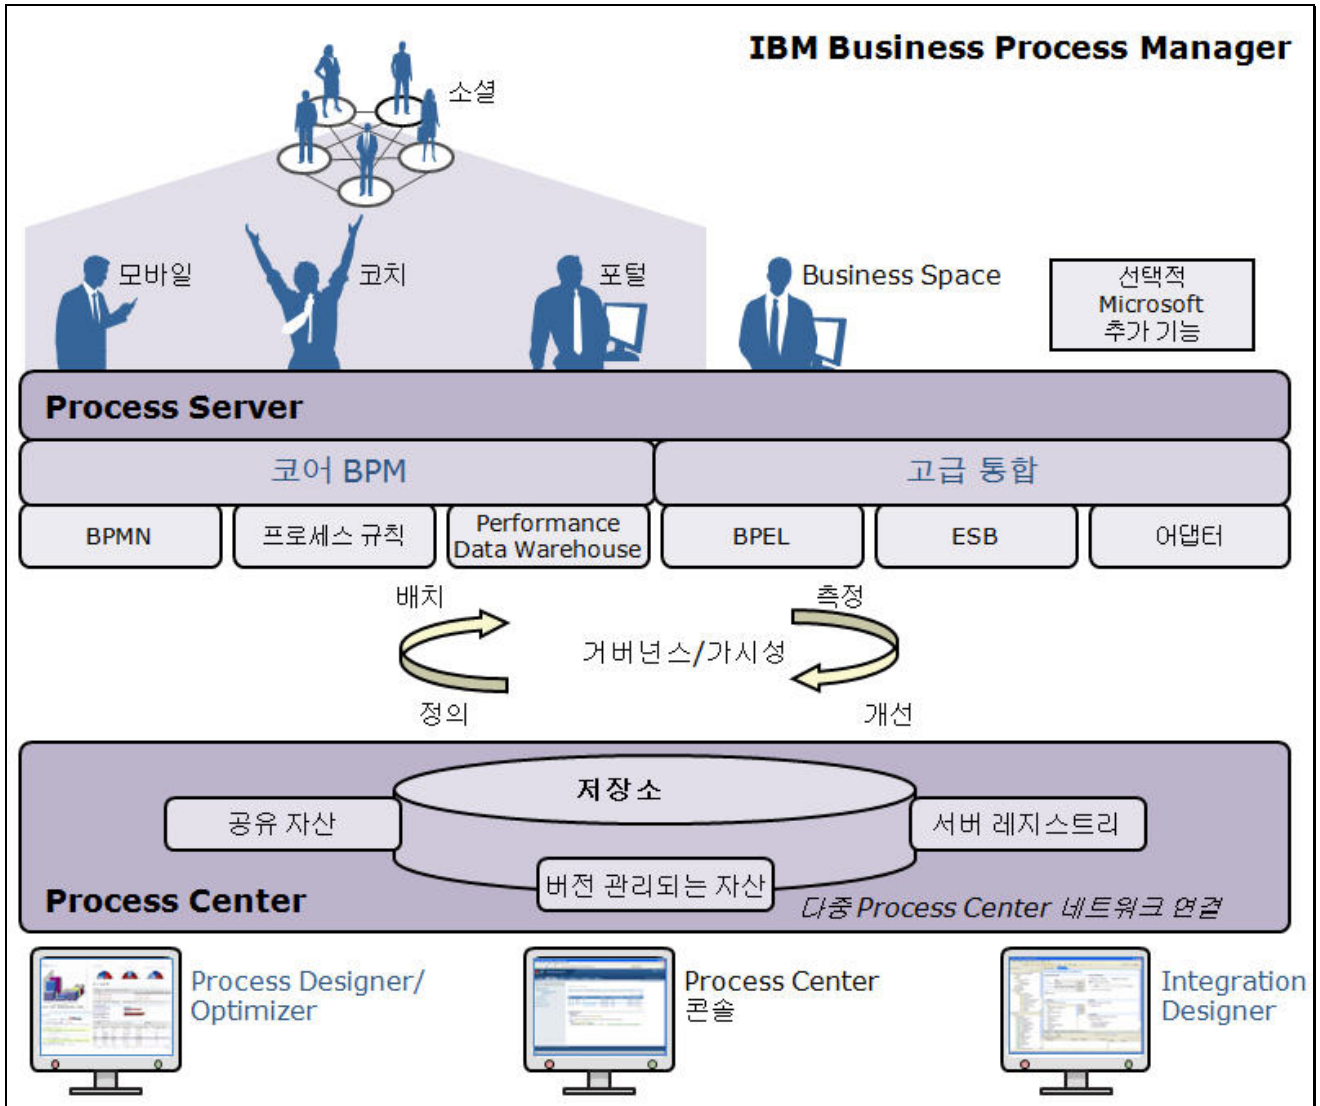 IBM Business Process Manager
소셜
모바일
코치
포털
Business Space
선택적
Microsoft
추가 기능
Process Server
코어 BPM
고급 통합
BPMN
프로세스 규칙
Performance
Data Warehouse
BPEL
ESB
어댑터
배치
측정
거버넌스/가시성
정의
개선
저장소
공유 자산
서버 레지스트리
버전 관리되는 자산
Process Center
다중 Process Center 네트워크 연결
Process Designer/
Optimizer
Process Center
콘솔
Integration
Designer